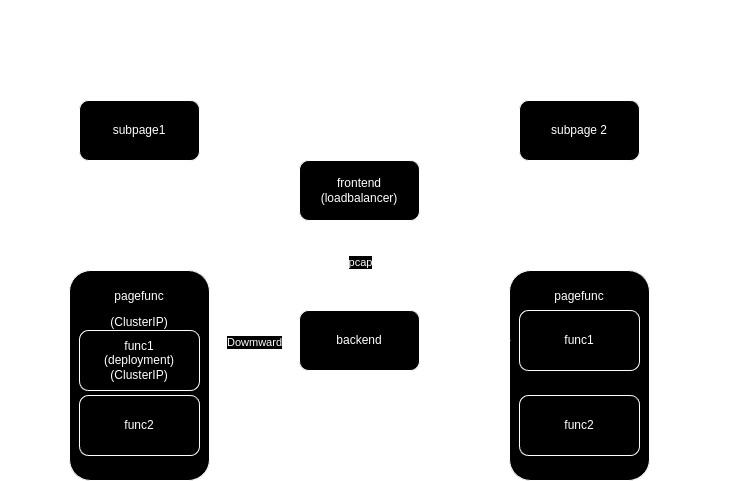 subpage1
subpage 2
frontend
(loadbalancer)
pcap
pagefunc
(ClusterIP)
func1
(deployment)
(ClusterIP)
func2
Dowmward
backend
pagefunc
func1
func2